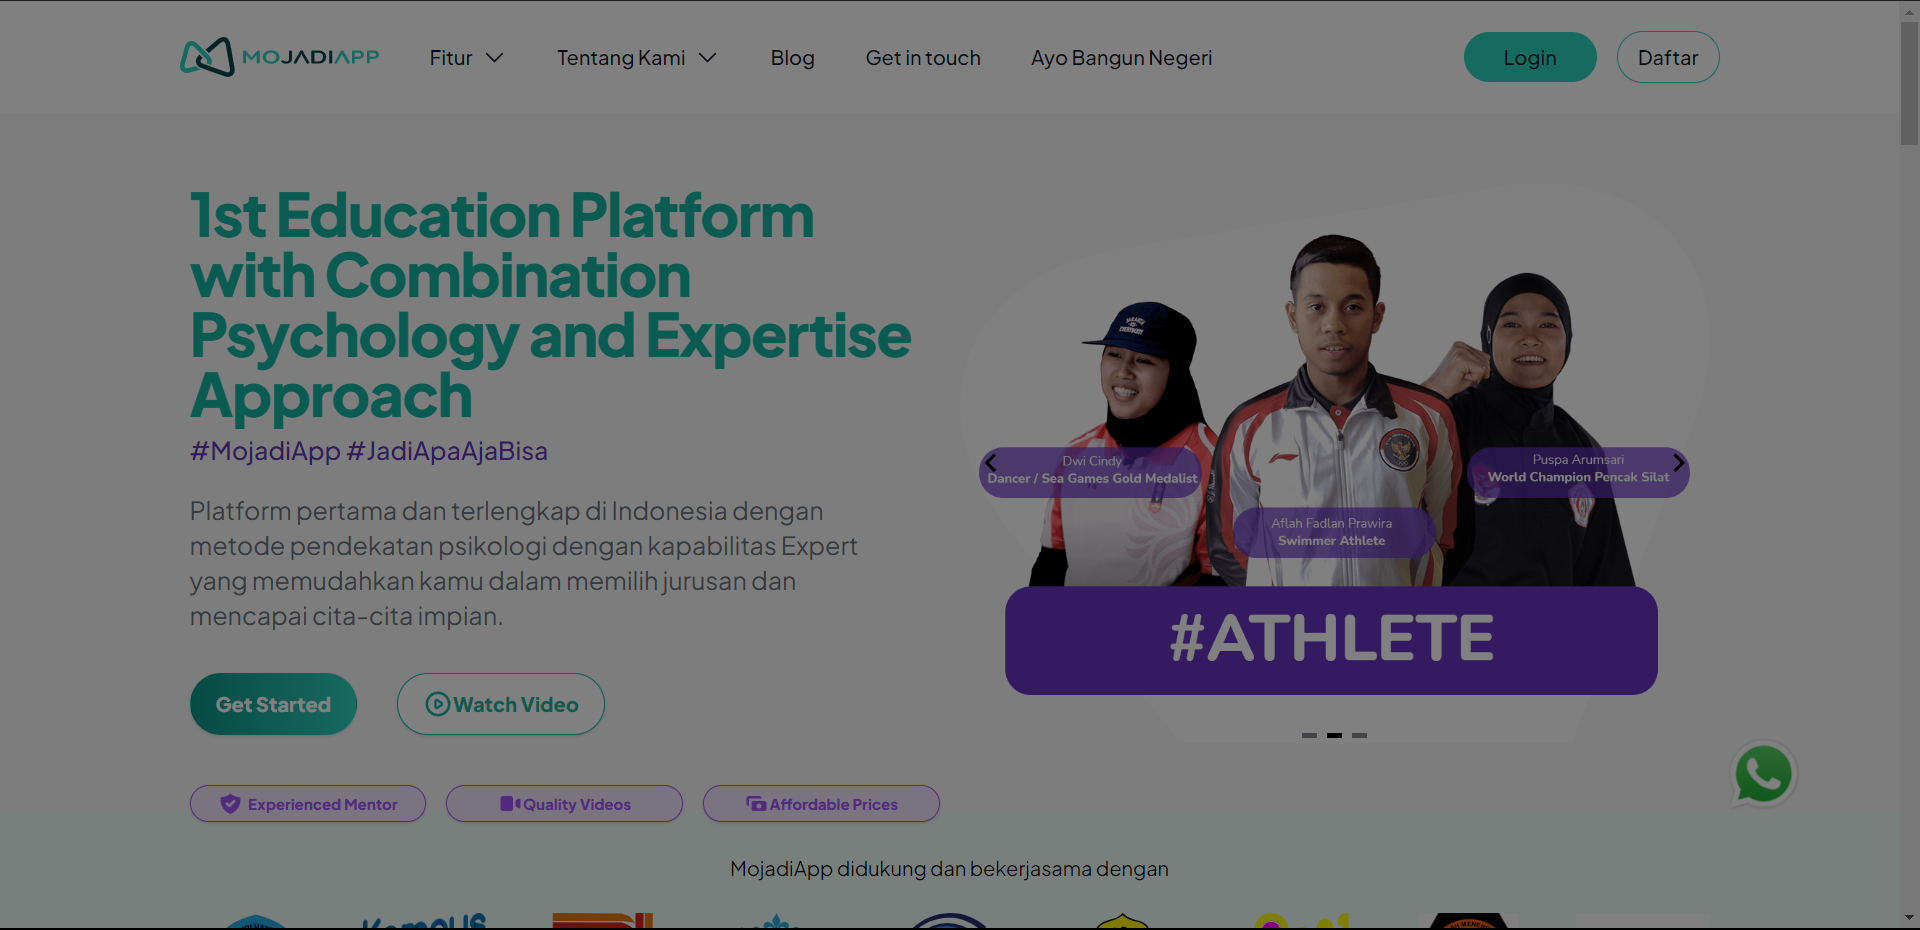 MOJADIAPP
Fitur
Tentang Kami
Blog
Get in touch
Ayo Bangun Negeri
Login
Daftar
1st Education Platform
with Combination
Psychology and Expertise
Approach
#MojadiApp #JadiApaAjaBisa
Platform pertama dan terlengkap di Indonesia dengan
metode pendekatan psikologi dengan kapabilitas Expert
yang memudahkan kamu dalam memilih jurusan dan
mencapai cita-cita impian.
Get Started
Watch Video
Experienced Mentor
Quality Videos
Affordable Prices
JAKARTA
EVERYBODY
Dwi Cindy
Dancer / Sea Games Gold Medalist
Aflah Fadlan Prawira
Swimmer Athlete
Puspa Arumsari
World Champion Pencak Silat
#ATHLETE
MojadiApp didukung dan bekerjasama dengan
Kampus